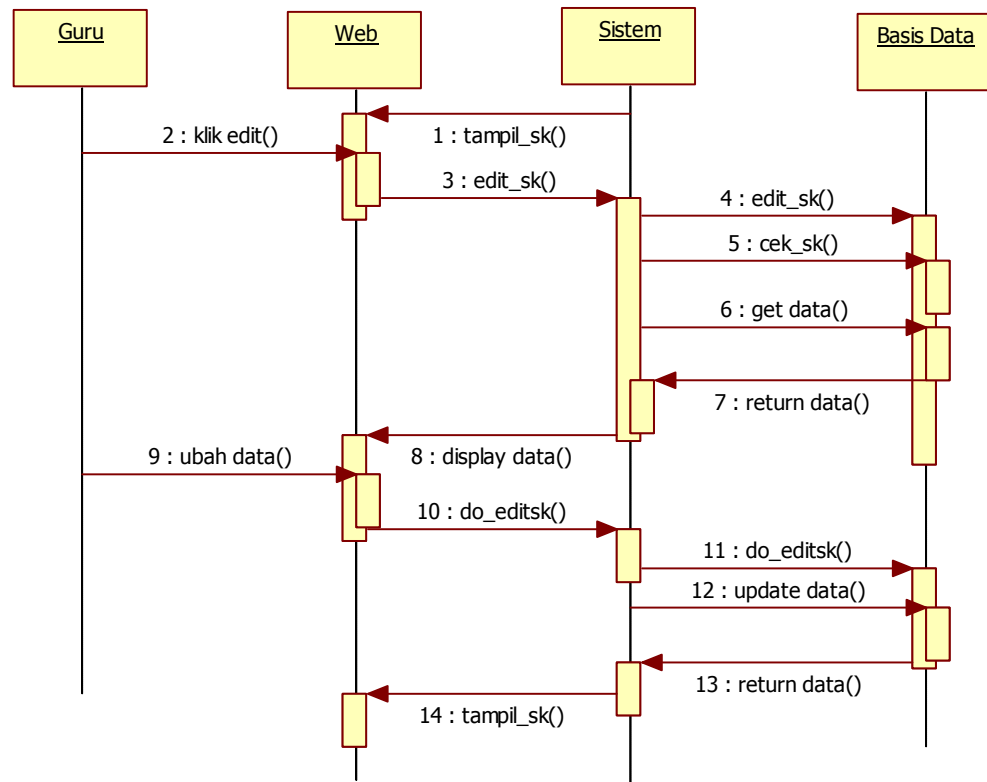 Guru
Web
Sistem
Basis Data
1 : tampil_sk()
2 : klik edit()
3 : edit_sk()
4 : edit_sk()
5 : cek_sk()
6 : get data()
7 : return data()
8 : display data()
9 : ubah data()
10 : do_editsk()
11 : do_editsk()
12 : update data()
13 : return data()
14 : tampil_sk()